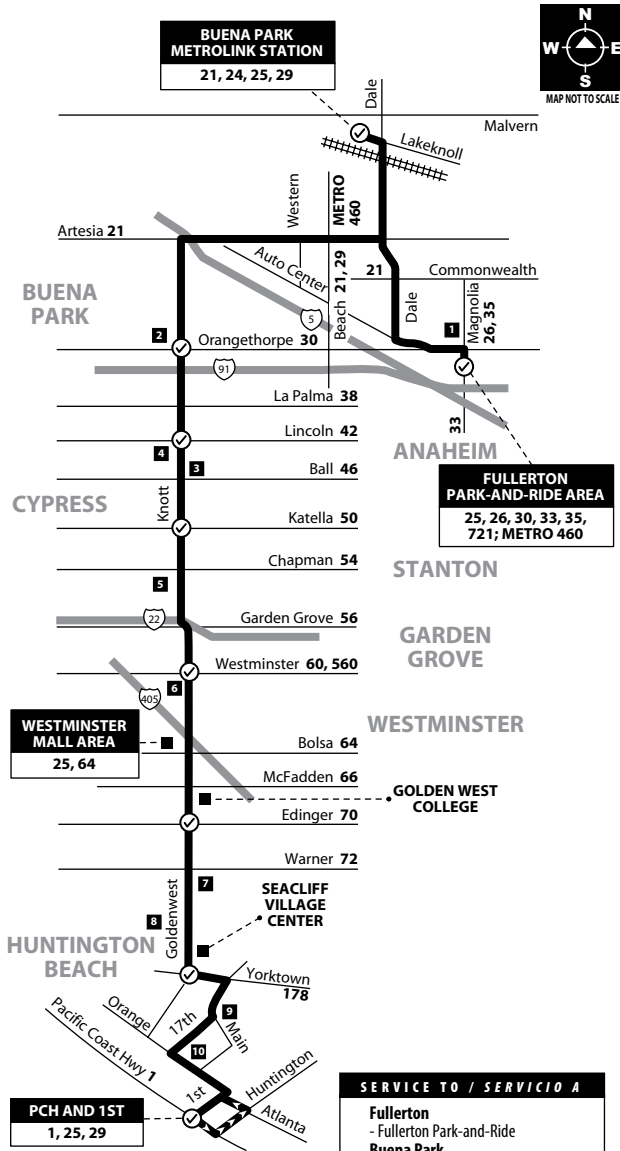 BUENA PARK
METROLINK STATION
21, 24, 25, 29
N
W
E
S
MAP NOT TO SCALE
Dale
Malvern
Lakeknoll
Western
METRO
460
Artesia 21
Auto Center
21, 29
21
Commonwealth
BUENA
PARK
5
Beach
Dale
1
Magnolia
26, 35
2
Orangethorpe 30
91
La Palma 38
33
Lincoln 42
ANAHEIM
4
3
Ball 46
FULLERTON
PARK-AND-RIDE AREA
25, 26, 30, 33, 35,
721; METRO 460
CYPRESS
Knott
Katella 50
Chapman 54
STANTON
5
22
Garden Grove 56
GARDEN
GROVE
Westminster 60, 560
6
405
WESTMINSTER
MALL AREA
25, 64
WESTMINSTER
Bolsa 64
McFadden 66
GOLDEN WEST
COLLEGE
Edinger 70
Warner 72
7
SEACLIFF
VILLAGE
CENTER
8
Goldenwest
HUNTINGTON
BEACH
Yorktown
178
Orange
17th
9
Main
Pacific Coast Hwy 1
10
Huntington
1st
Atlanta
PCH AND 1ST
1, 25, 29
SERVICE TO / SERVICIO A
Fullerton
- Fullerton Park-and-Ride
Buena Park